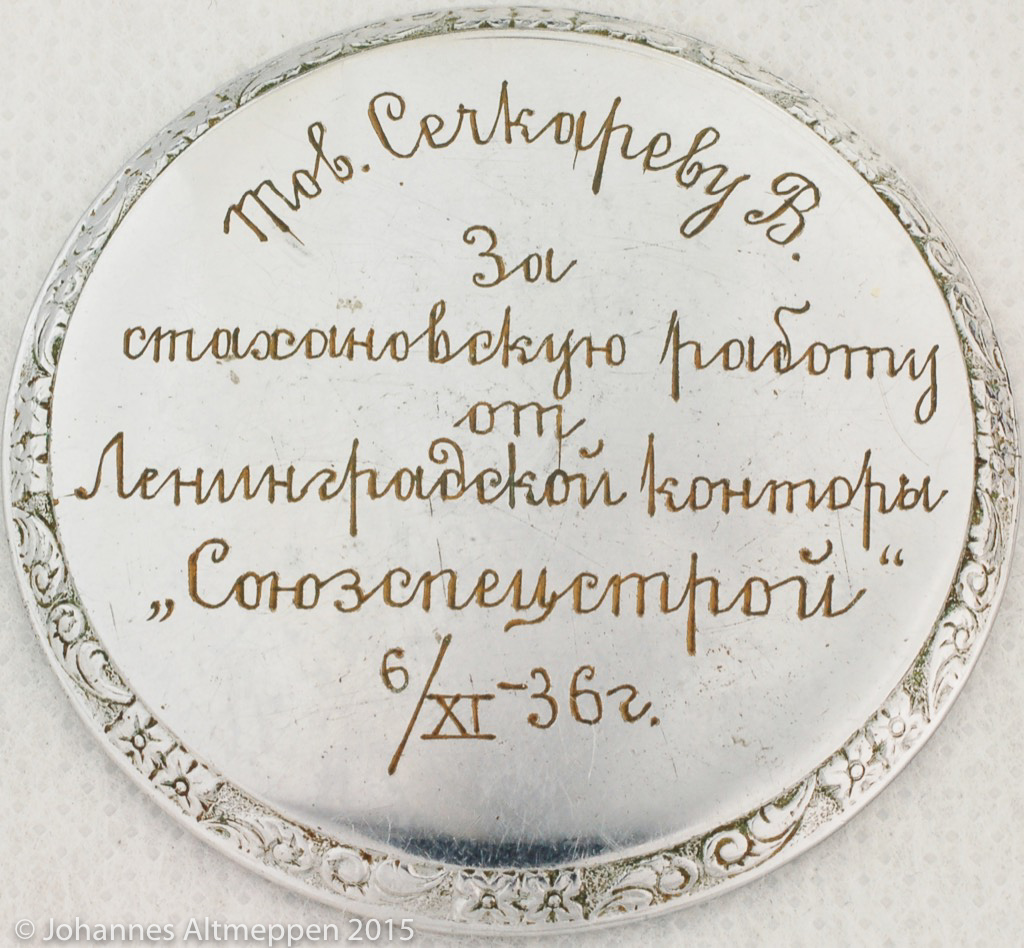 тов. Сечкареву В.
За
стахановскую работу
от
Ленинградской конторы
„Союзспецстрой“
6/XI-36г.
© Johannes Altmeppen 2015